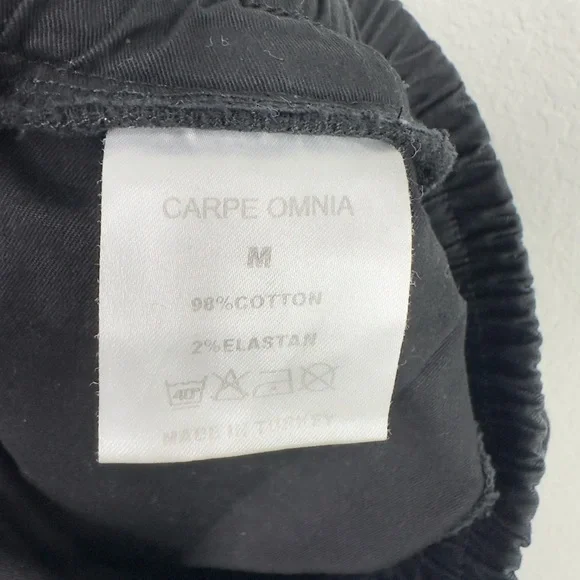 CARPE OMNIA
M
98%COTTON
2%ELASTAN
40°
MADE IN TURKEY